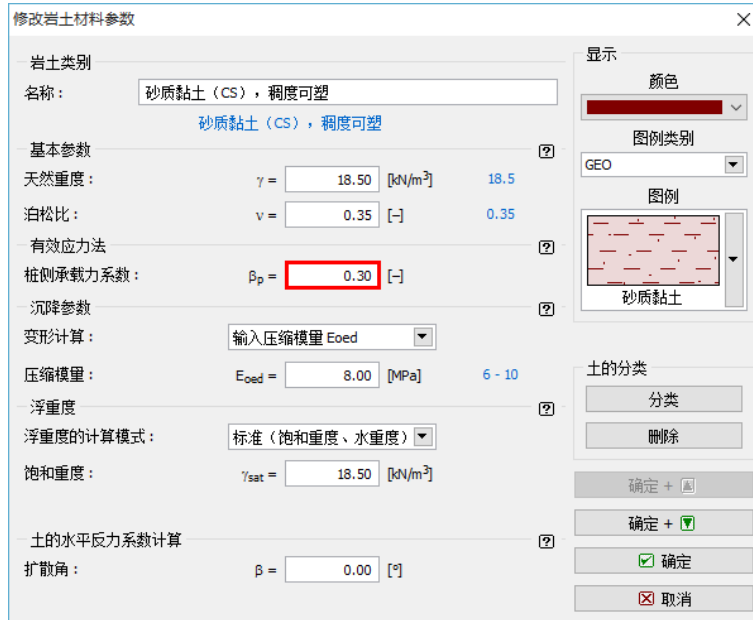 修改岩土材料参数
岩土类别
名称：
砂质黏土（CS），稠度可塑
砂质黏土（CS），稠度可塑
基本参数
天然重度： γ = 18.50 [kN/m³] 18.5
泊松比： ν = 0.35 [–] 0.35
有效应力法
桩侧承载力系数： βp = 0.30 [–]
沉降参数
变形计算： 输入压缩模量 Eoed
压缩模量： Eoed = 8.00 [MPa] 6 - 10
浮重度
浮重度的计算模式： 标准（饱和重度、水重度）
饱和重度： γsat = 18.50 [kN/m³]
土的水平反力系数计算
扩散角： β = 0.00 [°]
显示
颜色
图例类别
GEO
图例
砂质黏土
土的分类
分类
删除
确定 +
确定 +
确定
取消